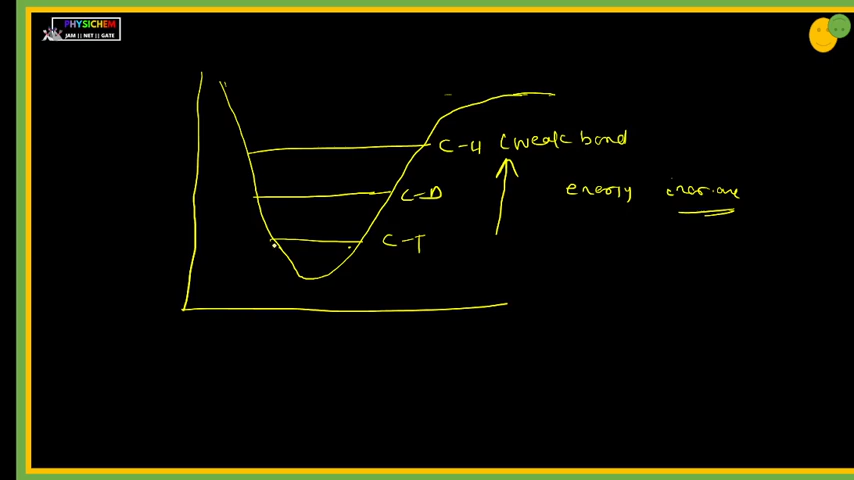 PHYSICHEM
JAM || NET || GATE
C-H (weak bond
energy
C-D
C-T